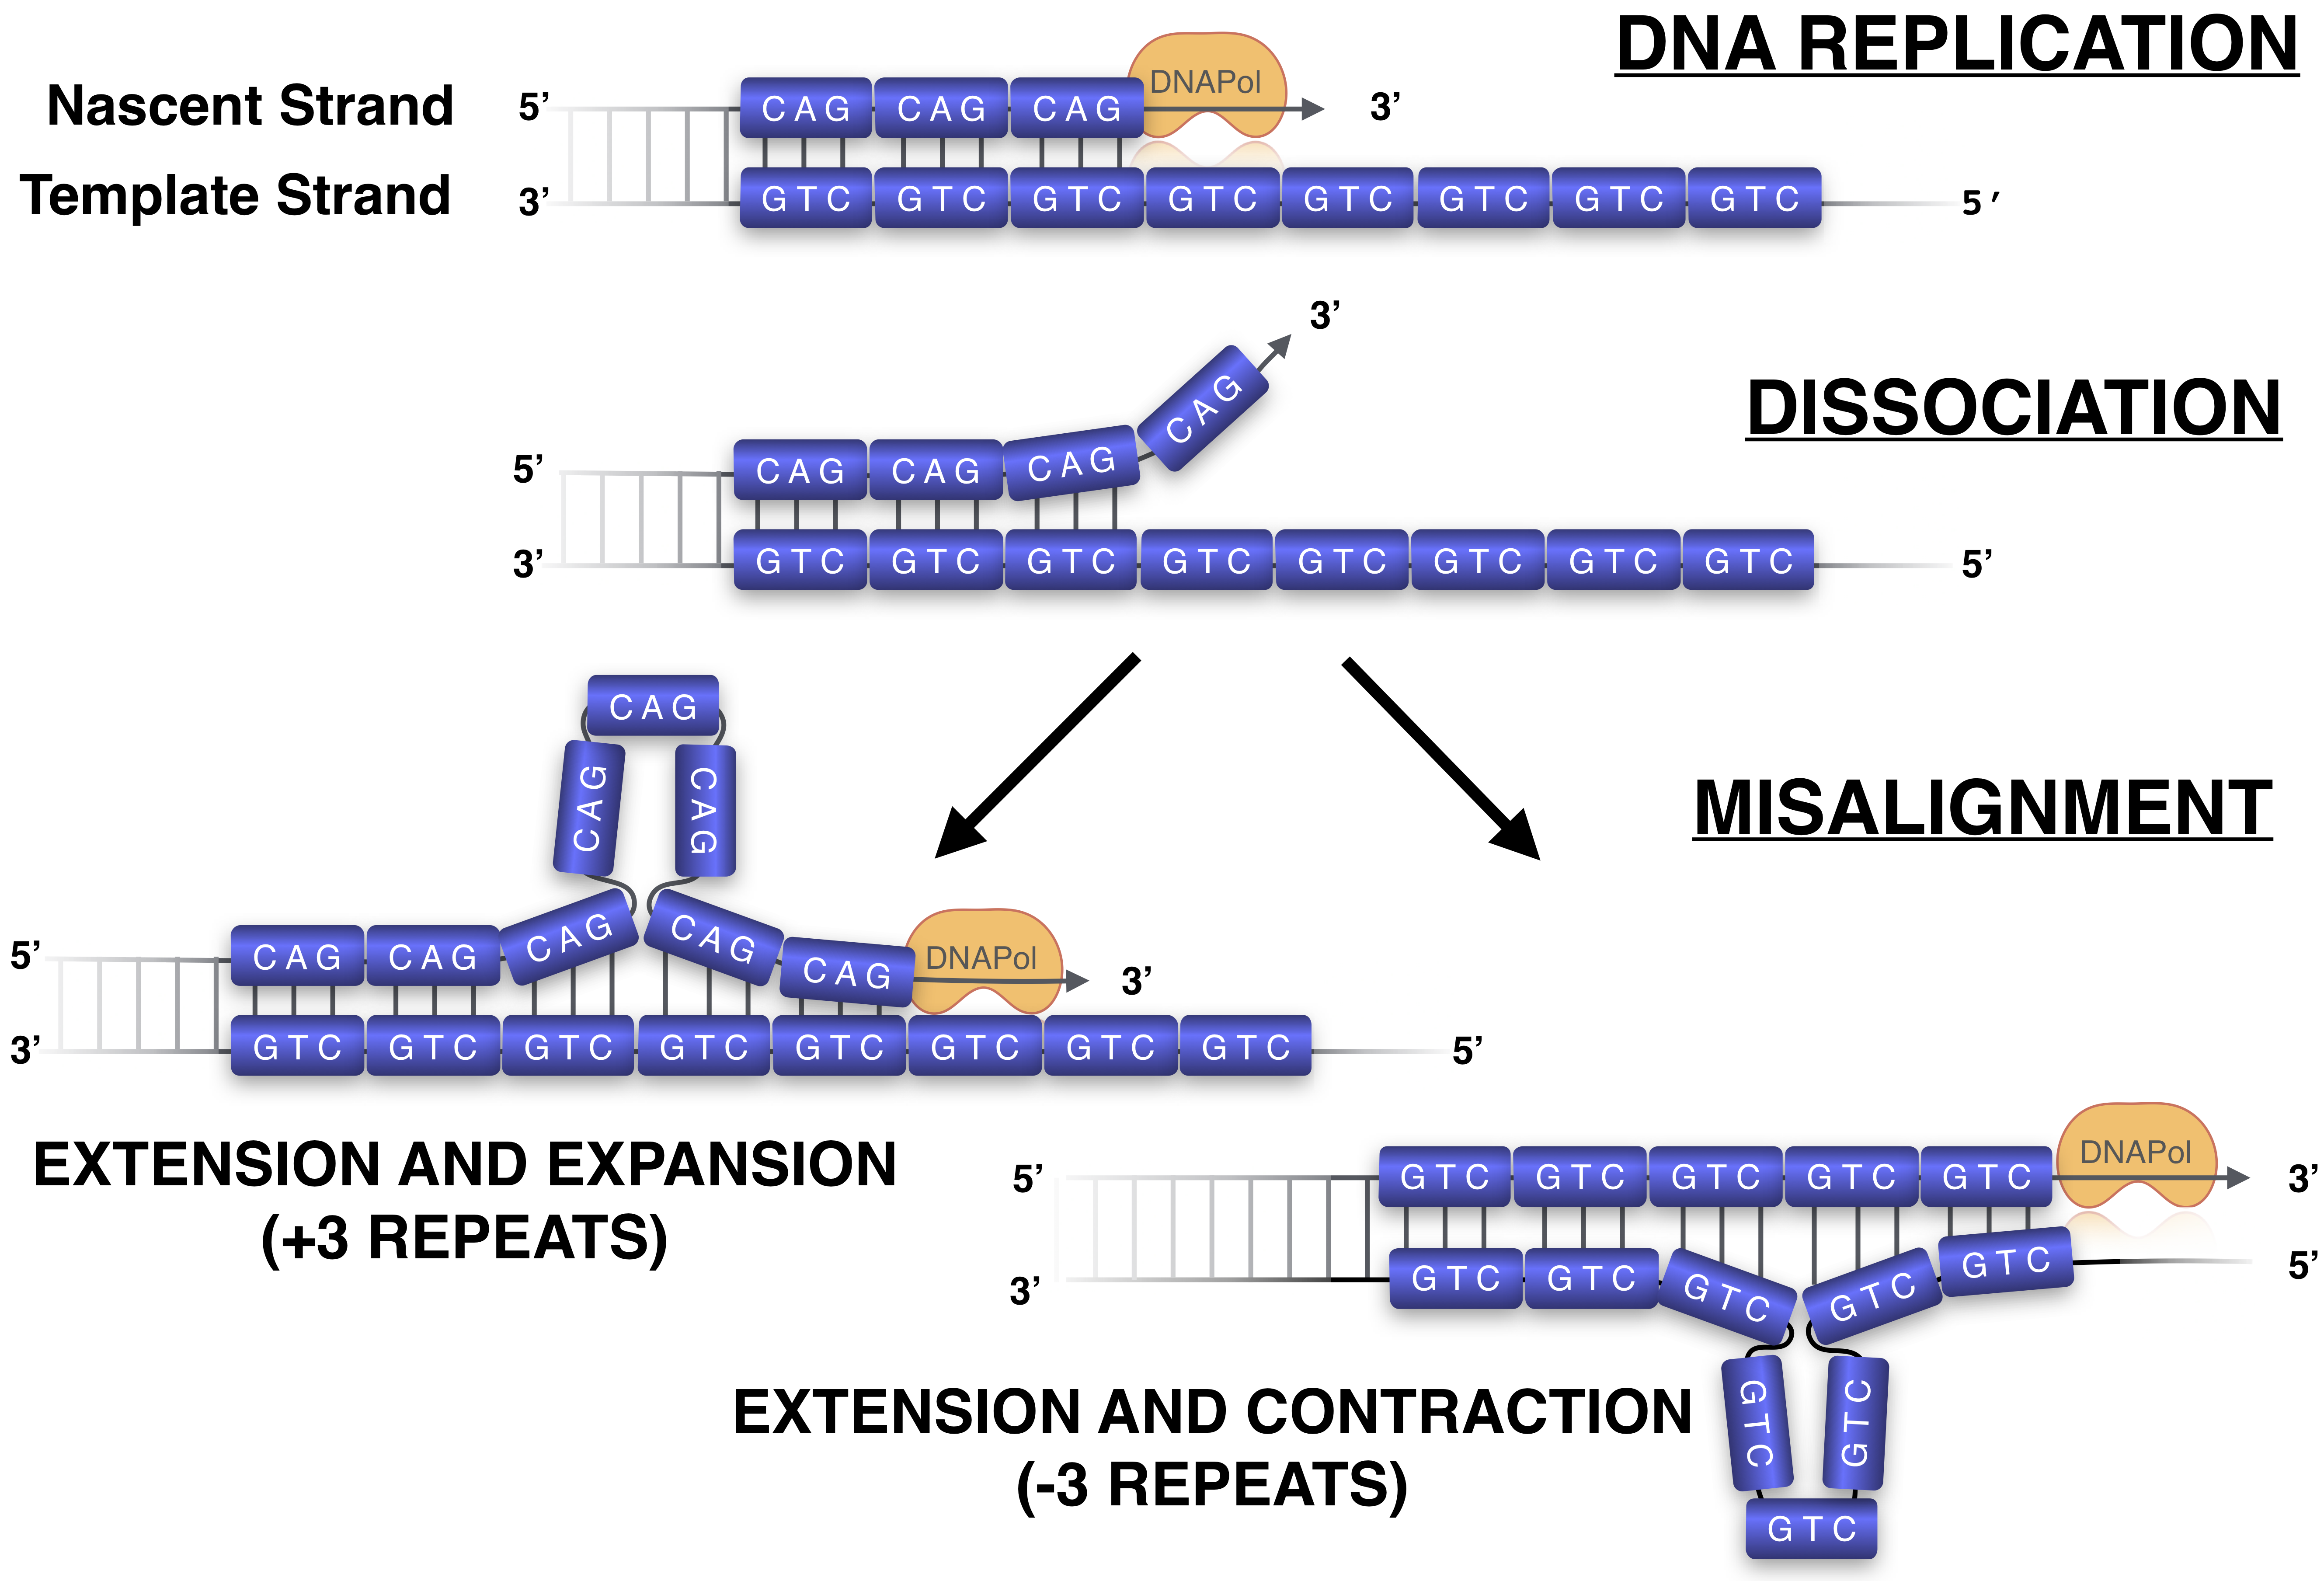 DNA REPLICATION
DNAPol
Nascent Strand 5’ CAG CAG CAG 3’
Template Strand 3’ GTC GTC GTC GTC GTC GTC GTC GTC 5’
3’
DISSOCIATION
5’ CAG CAG CAG CAG
3’ GTC GTC GTC GTC GTC GTC GTC GTC 5’
MISALIGNMENT
CAG
CAG CAG
5’ CAG CAG CAG CAG CAG DNAPol 3’
3’ GTC GTC GTC GTC GTC GTC GTC GTC 5’
EXTENSION AND EXPANSION
(+3 REPEATS)
5’ GTC GTC GTC GTC GTC DNAPol 3’
3’ GTC GTC GTC GTC GTC 5’
GTC GTC
GTC
EXTENSION AND CONTRACTION
(-3 REPEATS)